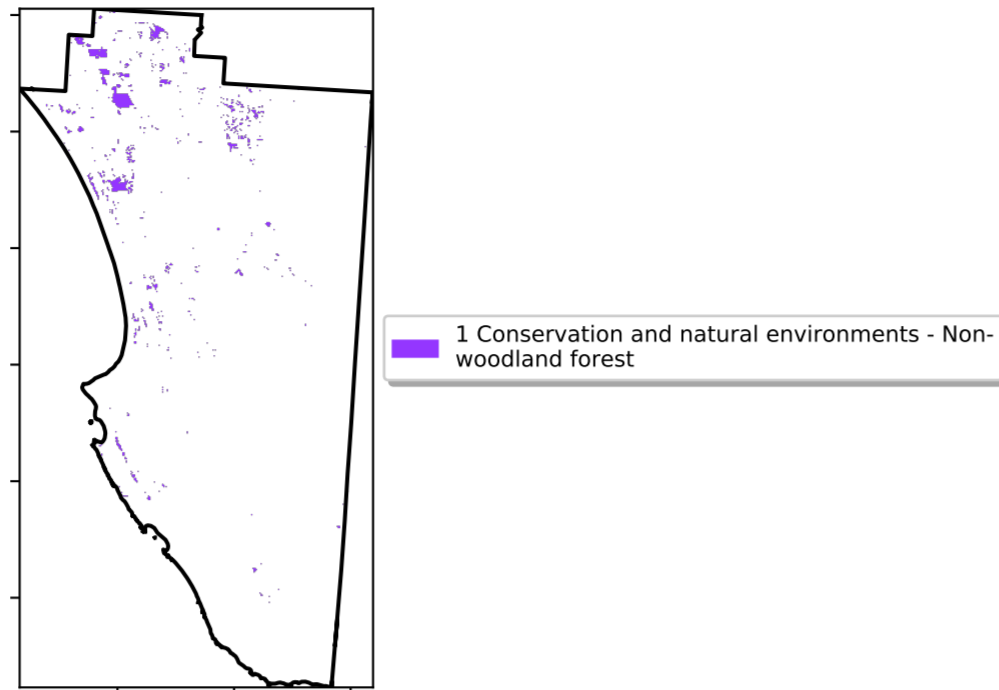 1 Conservation and natural environments - Non-
woodland forest